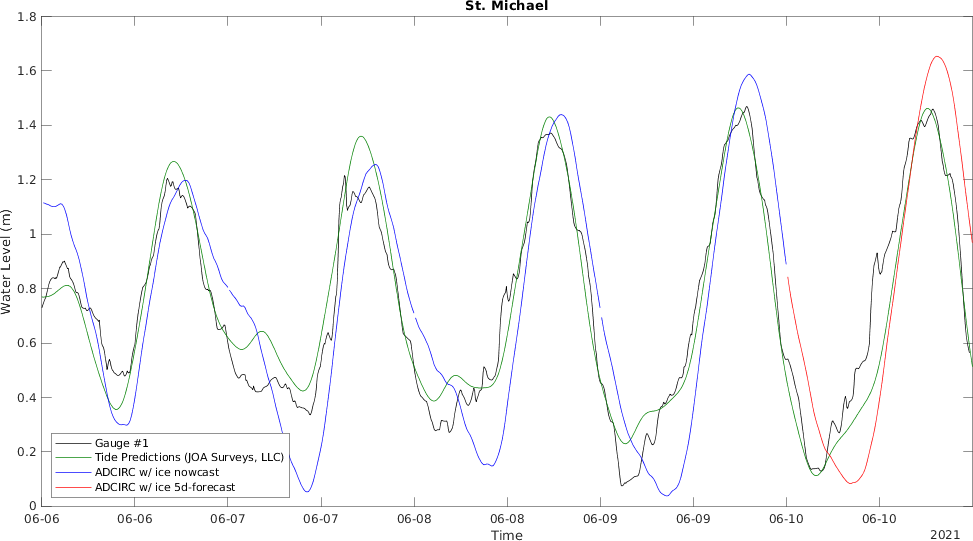 St. Michael
1.8
1.6
1.4
1.2
1
0.8
0.6
0.4
0.2
0
Water Level (m)
Gauge #1
Tide Predictions (JOA Surveys, LLC)
ADCIRC w/ ice nowcast
ADCIRC w/ ice 5d-forecast
06-06 06-06 06-07 06-07 06-08 06-08 06-09 06-09 06-10 06-10
Time
2021